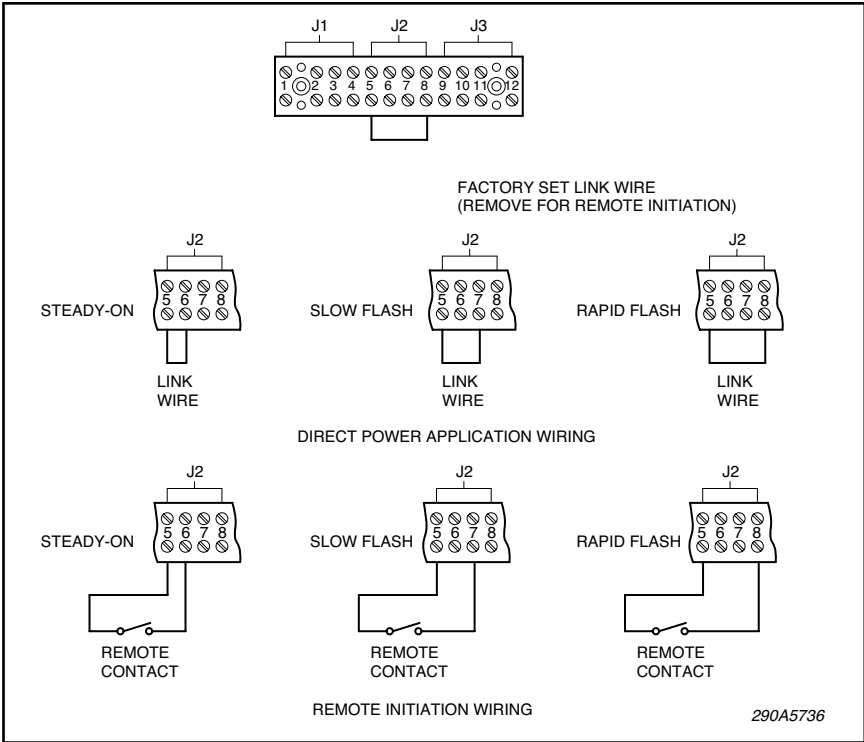 J1 J2 J3
1 2 3 4 5 6 7 8 9 10 11 12
FACTORY SET LINK WIRE
(REMOVE FOR REMOTE INITIATION)
J2 J2 J2
STEADY-ON 5 6 7 8 SLOW FLASH 5 6 7 8 RAPID FLASH 5 6 7 8
LINK LINK LINK
WIRE WIRE WIRE
DIRECT POWER APPLICATION WIRING
J2 J2 J2
STEADY-ON 5 6 7 8 SLOW FLASH 5 6 7 8 RAPID FLASH 5 6 7 8
REMOTE REMOTE REMOTE
CONTACT CONTACT CONTACT
REMOTE INITIATION WIRING
290A5736